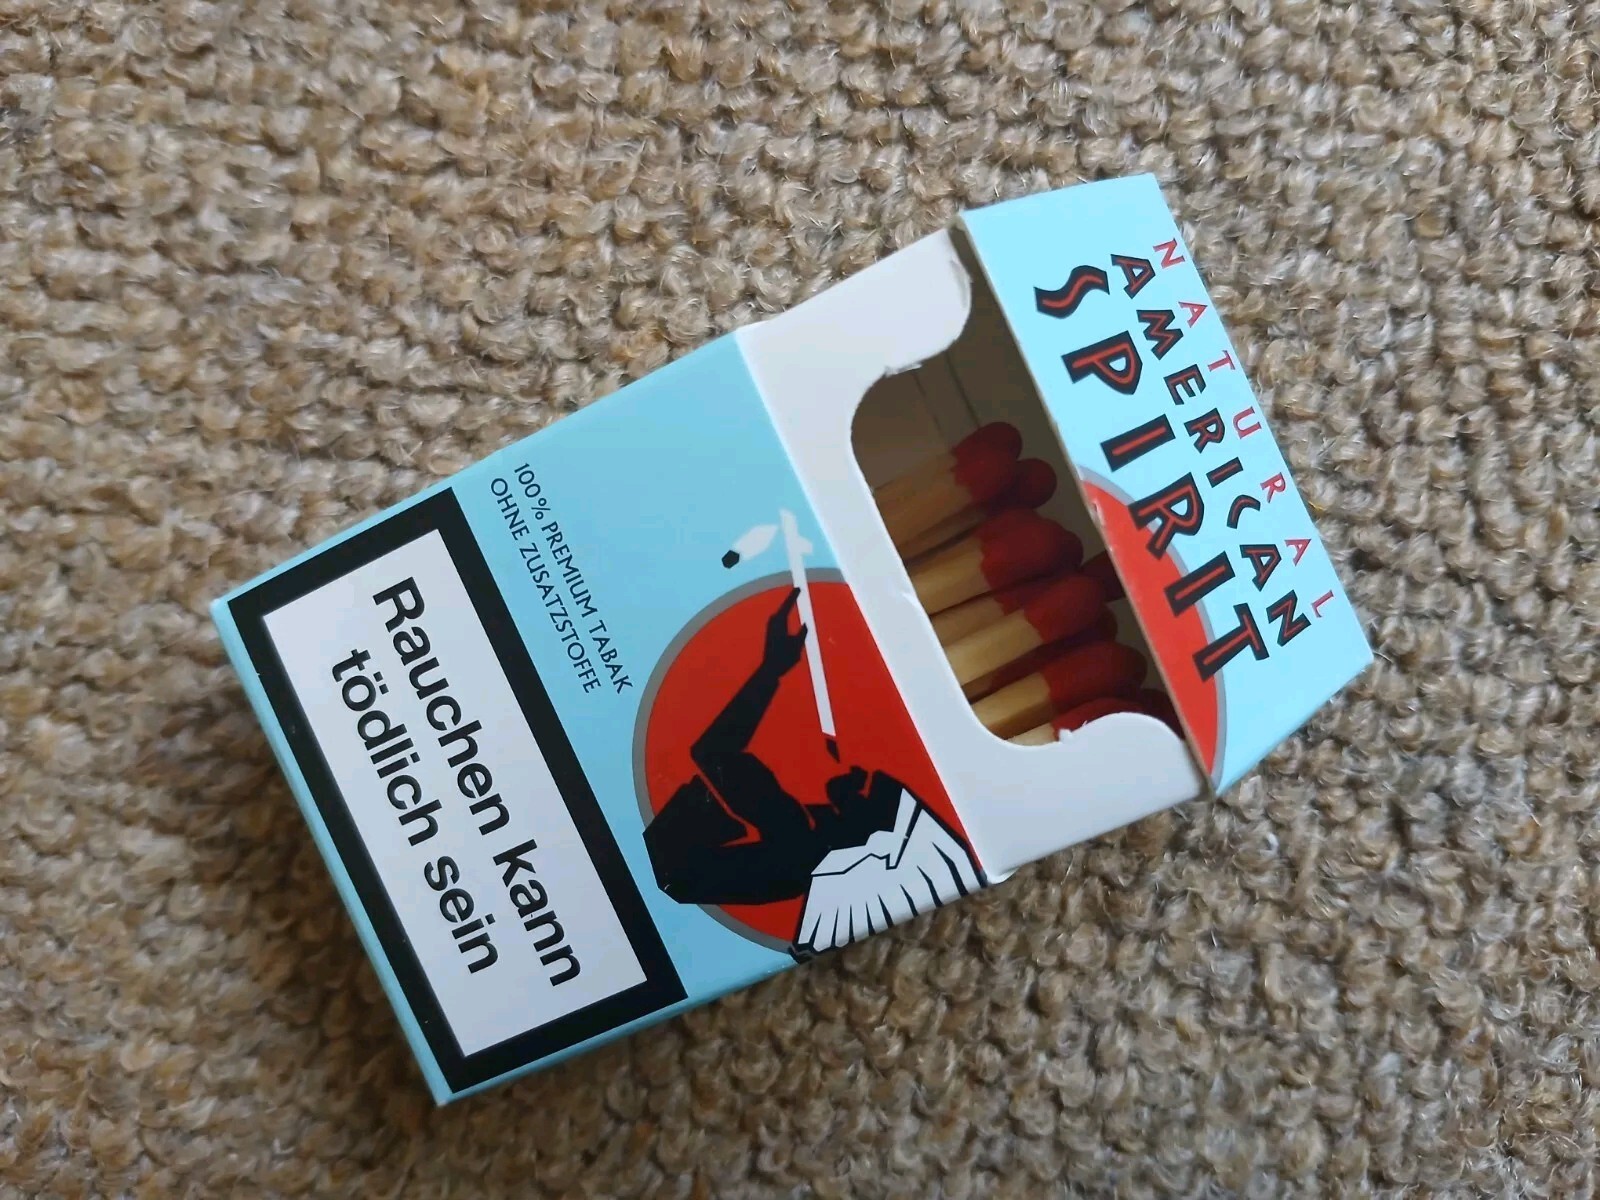 NATURAL
AMERICAN
SPIRIT
100% PREMIUM TABAK
OHNE ZUSATZSTOFFE
Rauchen kann
tödlich sein